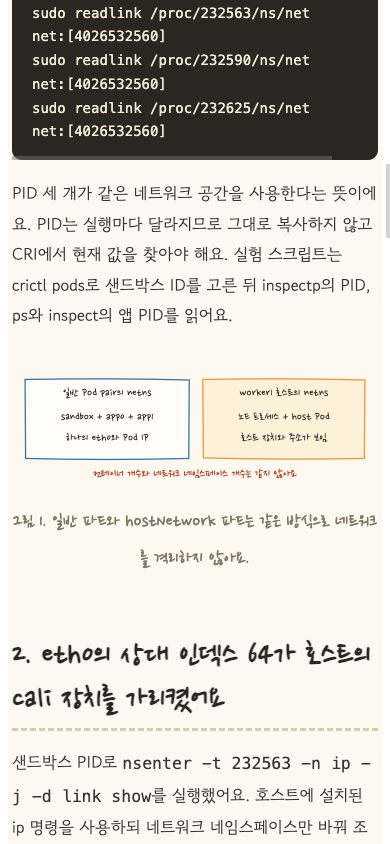 sudo readlink /proc/232563/ns/net
net:[4026532560]
sudo readlink /proc/232590/ns/net
net:[4026532560]
sudo readlink /proc/232625/ns/net
net:[4026532560]
PID 세 개가 같은 네트워크 공간을 사용한다는 뜻이에
요. PID는 실행마다 달라지므로 그대로 복사하지 않고
CRI에서 현재 값을 찾아야 해요. 실험 스크립트는
crictl pods로 샌드박스 ID를 고른 뒤 inspectp의 PID,
ps와 inspect의 앱 PID를 읽어요.
일반 Pod pair의 netns
sandbox + app0 + app1
하나의 eth0와 Pod IP
worker1 호스트의 netns
노드 프로세스 + host Pod
호스트 장치와 주소가 보임
컨테이너 개수와 네트워크 네임스페이스 개수는 같지 않아요
그림 1. 일반 파드와 hostNetwork 파드는 같은 방식으로 네트워크
를 격리하지 않아요.
2. eth0의 상대 인덱스 64가 호스트의
cali 장치를 가리켰어요
샌드박스 PID로 nsenter -t 232563 -n ip -
j -d link show를 실행했어요. 호스트에 설치된
ip 명령을 사용하되 네트워크 네임스페이스만 바꿔 조